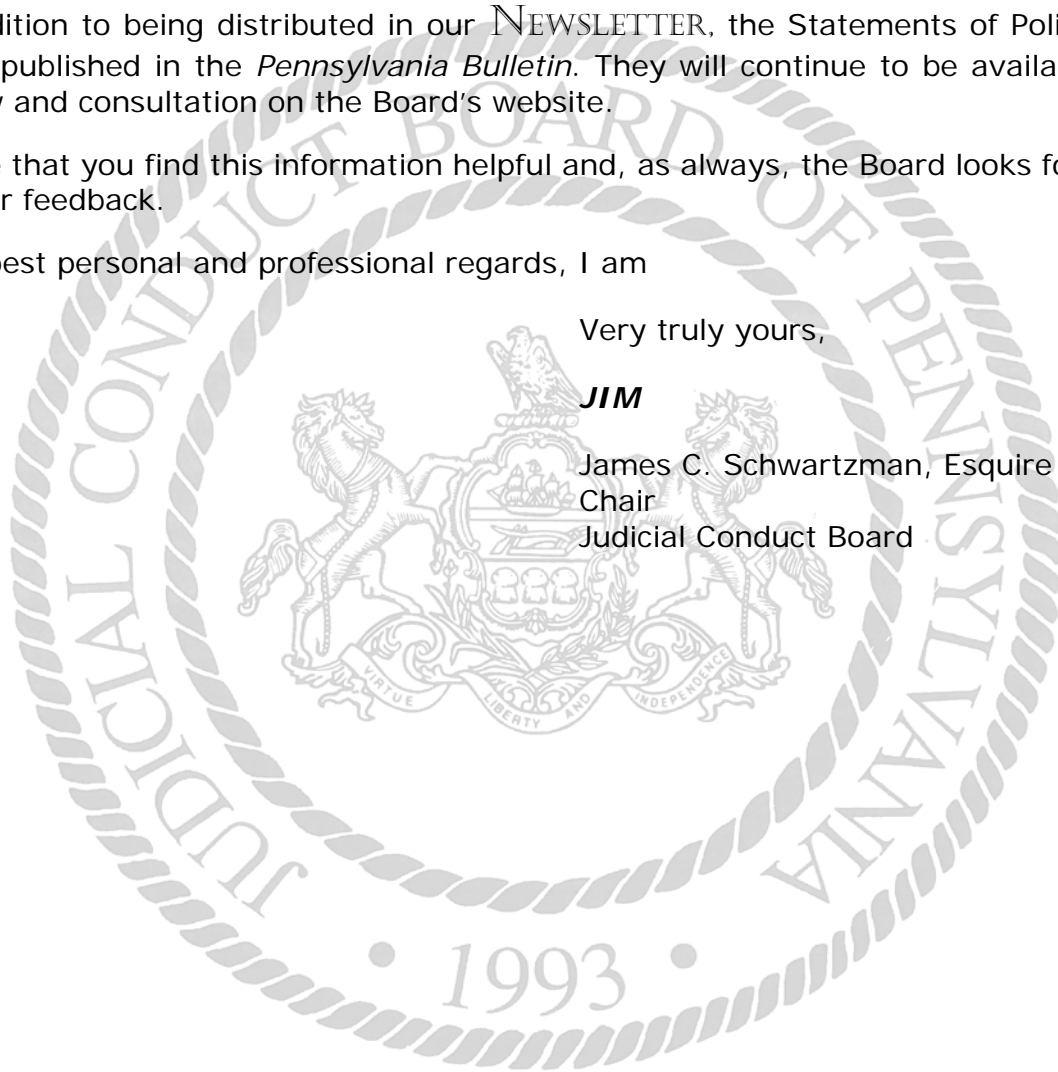 dition to being distributed in our NEWSLETTER, the Statements of Poli
published in the Pennsylvania Bulletin. They will continue to be availa
and consultation on the Board's website.
that you find this information helpful and, as always, the Board looks fo
r feedback.
best personal and professional regards, I am
Very truly yours,
JIM
James C. Schwartzman, Esquire
Chair
Judicial Conduct Board
JUDICIAL CONDUCT BOARD OF PENNSYLVANIA
VIRTUE LIBERTY AND INDEPENDENCE
• 1993 •